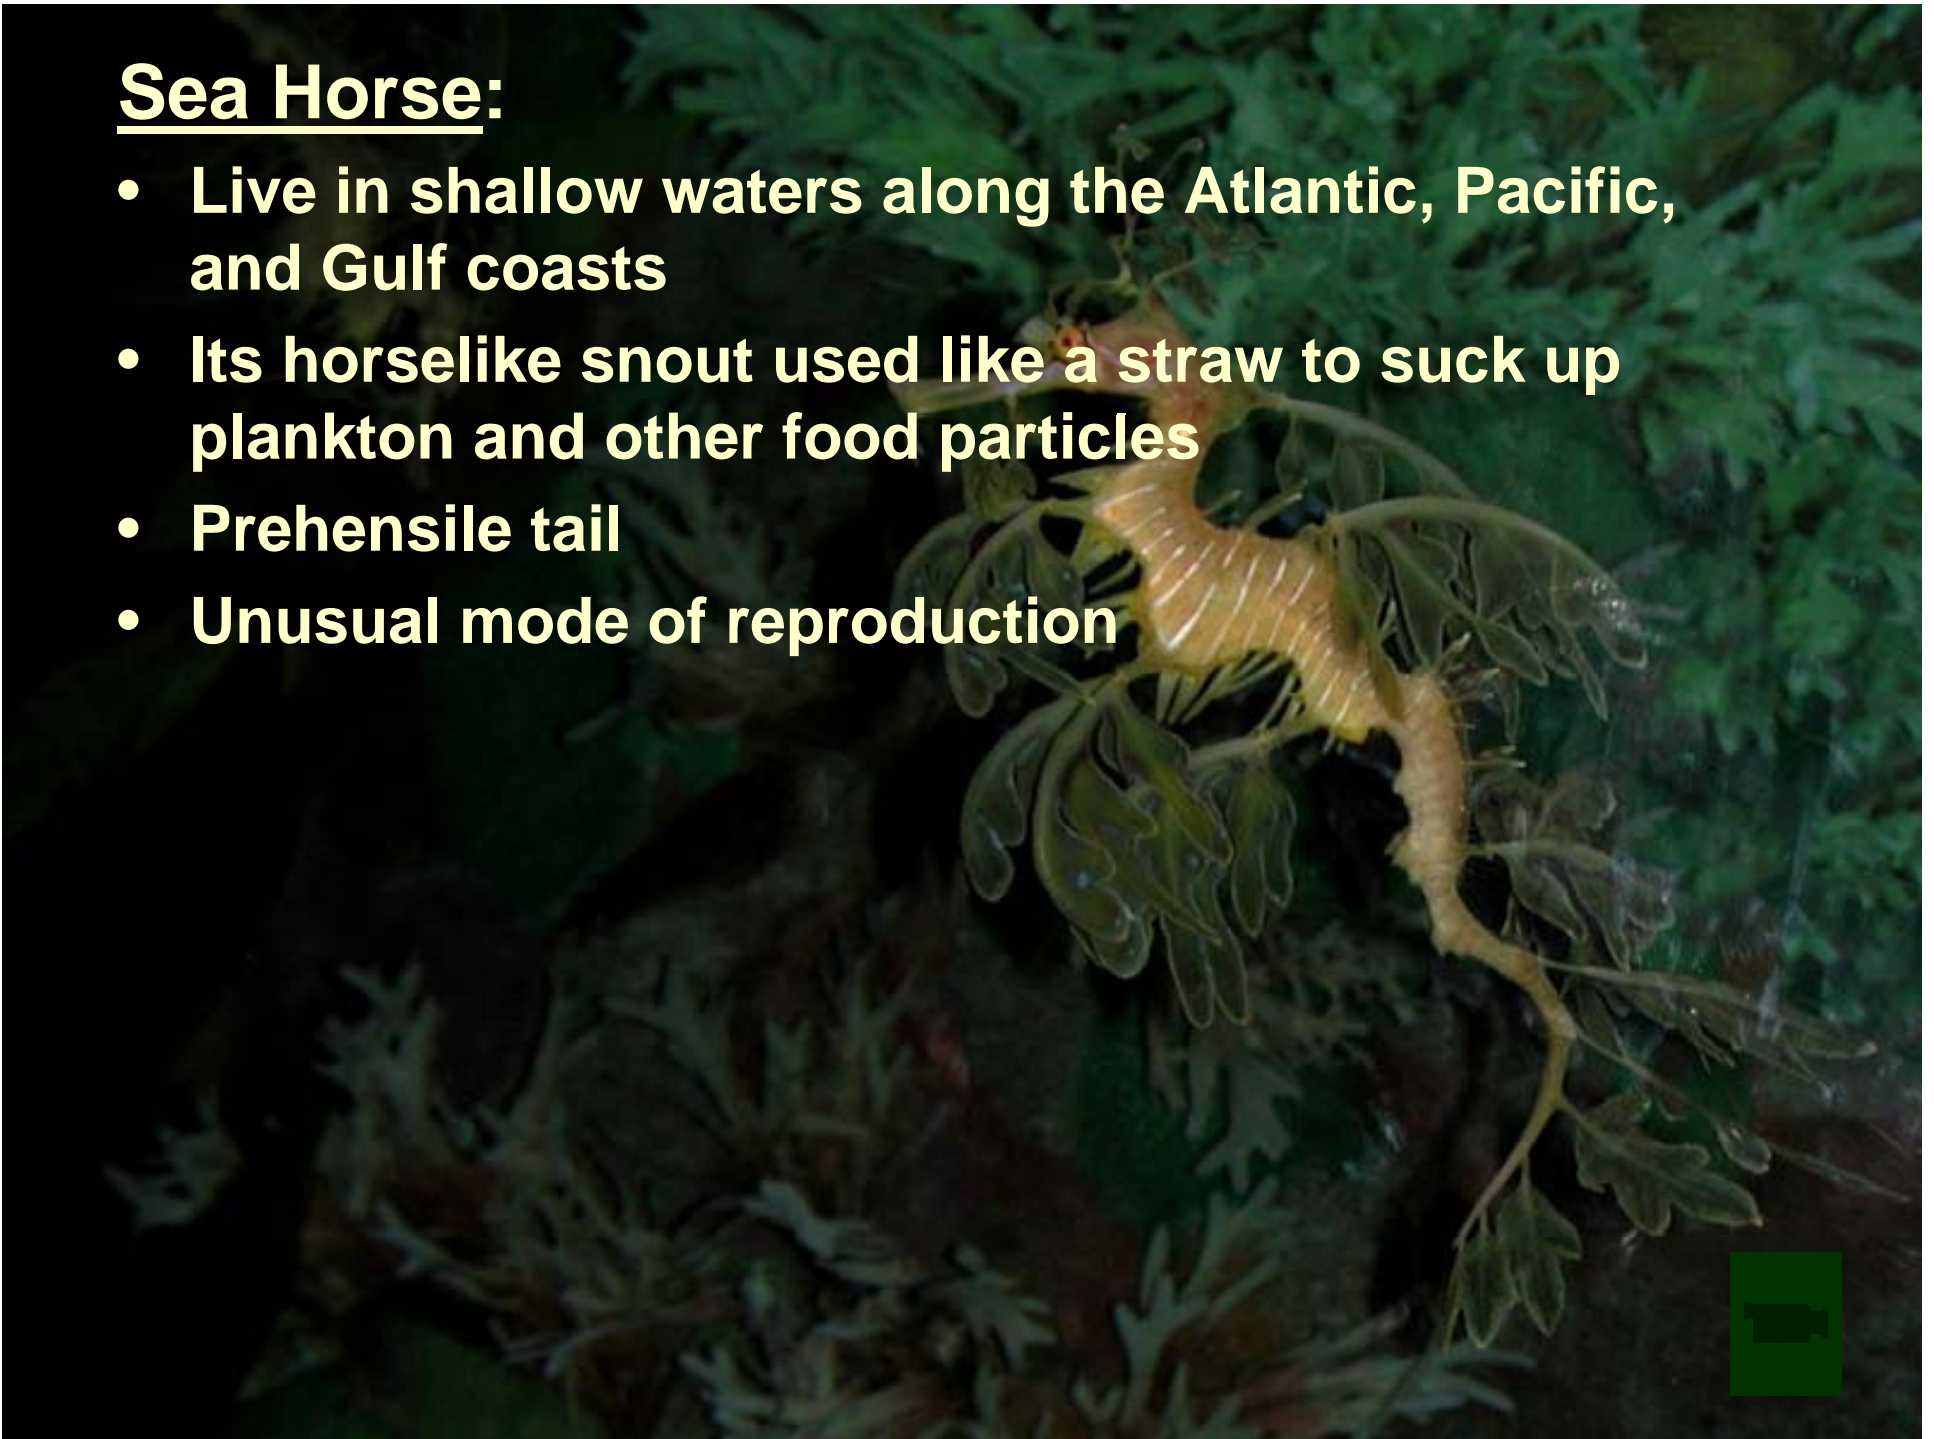 Sea Horse:
• Live in shallow waters along the Atlantic, Pacific,
and Gulf coasts
• Its horselike snout used like a straw to suck up
plankton and other food particles
• Prehensile tail
• Unusual mode of reproduction